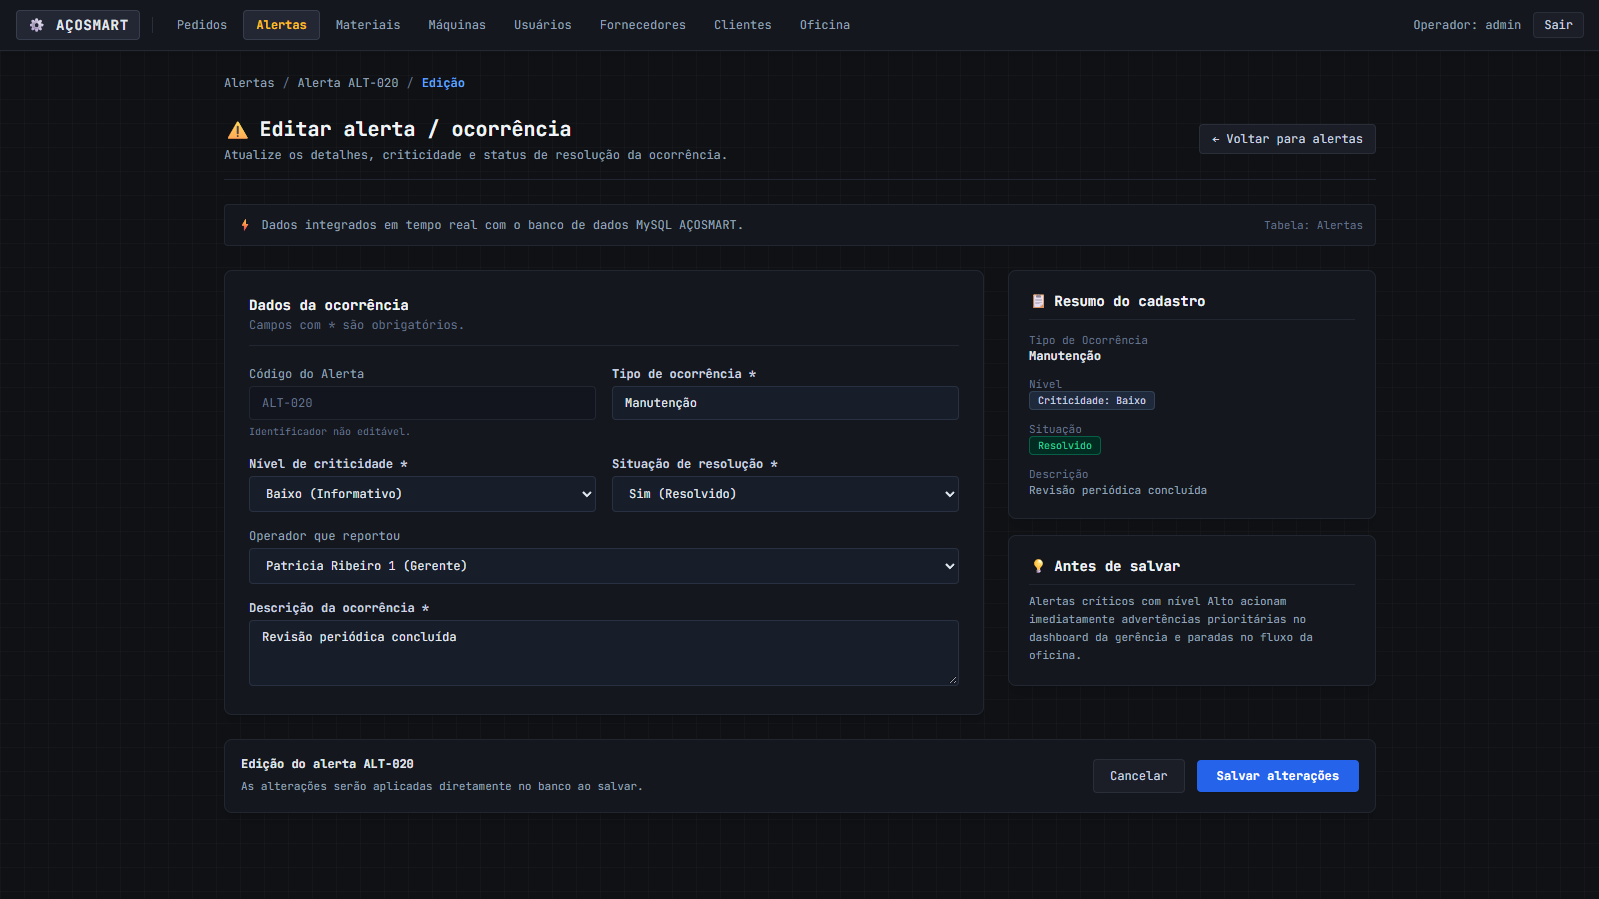 AÇOSMART
Pedidos
Alertas
Materiais
Máquinas
Usuários
Fornecedores
Clientes
Oficina
Operador: admin
Sair
Alertas / Alerta ALT-020 / Edição
Editar alerta / ocorrência
Atualize os detalhes, criticidade e status de resolução da ocorrência.
← Voltar para alertas
Dados integrados em tempo real com o banco de dados MySQL AÇOSMART.
Tabela: Alertas
Dados da ocorrência
Campos com * são obrigatórios.
Código do Alerta
ALT-020
Identificador não editável.
Tipo de ocorrência *
Manutenção
Nível de criticidade *
Baixo (Informativo)
Situação de resolução *
Sim (Resolvido)
Operador que reportou
Patricia Ribeiro 1 (Gerente)
Descrição da ocorrência *
Revisão periódica concluída
Resumo do cadastro
Tipo de Ocorrência
Manutenção
Nível
Criticidade: Baixo
Situação
Resolvido
Descrição
Revisão periódica concluída
Antes de salvar
Alertas críticos com nível Alto acionam
imediatamente advertências prioritárias no
dashboard da gerência e paradas no fluxo da
oficina.
Edição do alerta ALT-020
As alterações serão aplicadas diretamente no banco ao salvar.
Cancelar
Salvar alterações